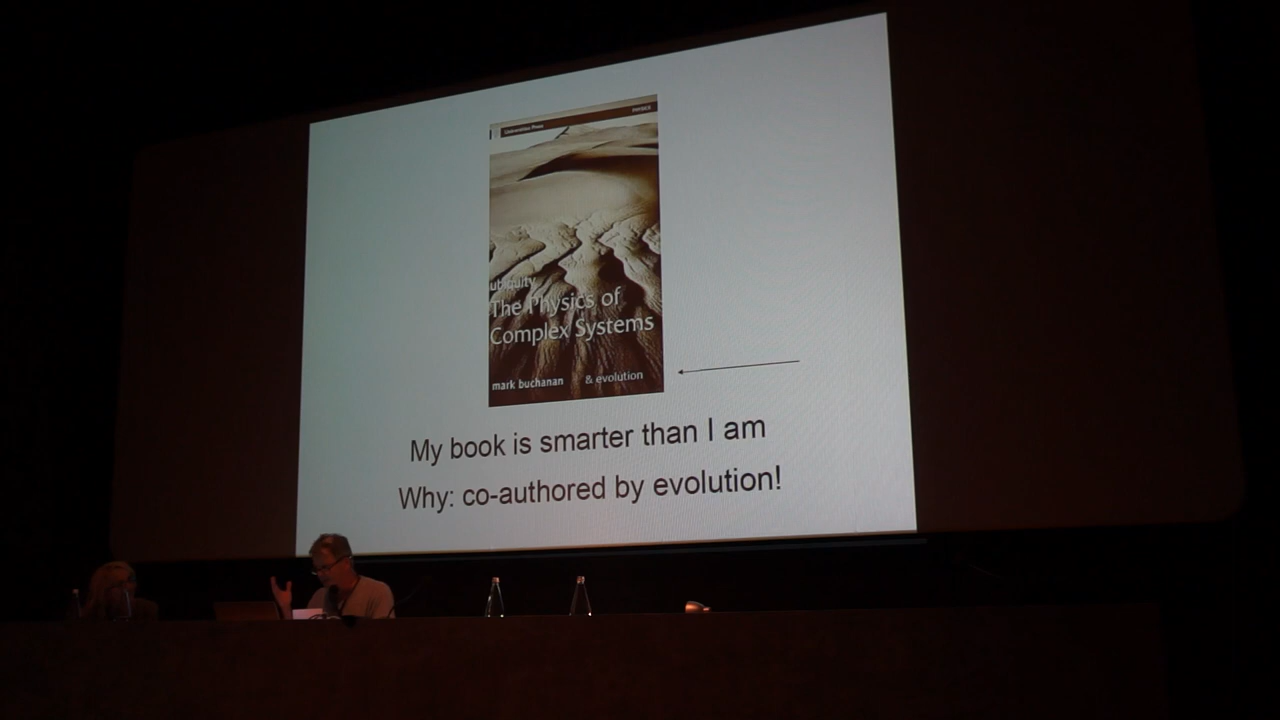 Universities Press
PHYSICS
ubiquity
The Physics of
Complex Systems
mark buchanan & evolution
My book is smarter than I am
Why: co-authored by evolution!